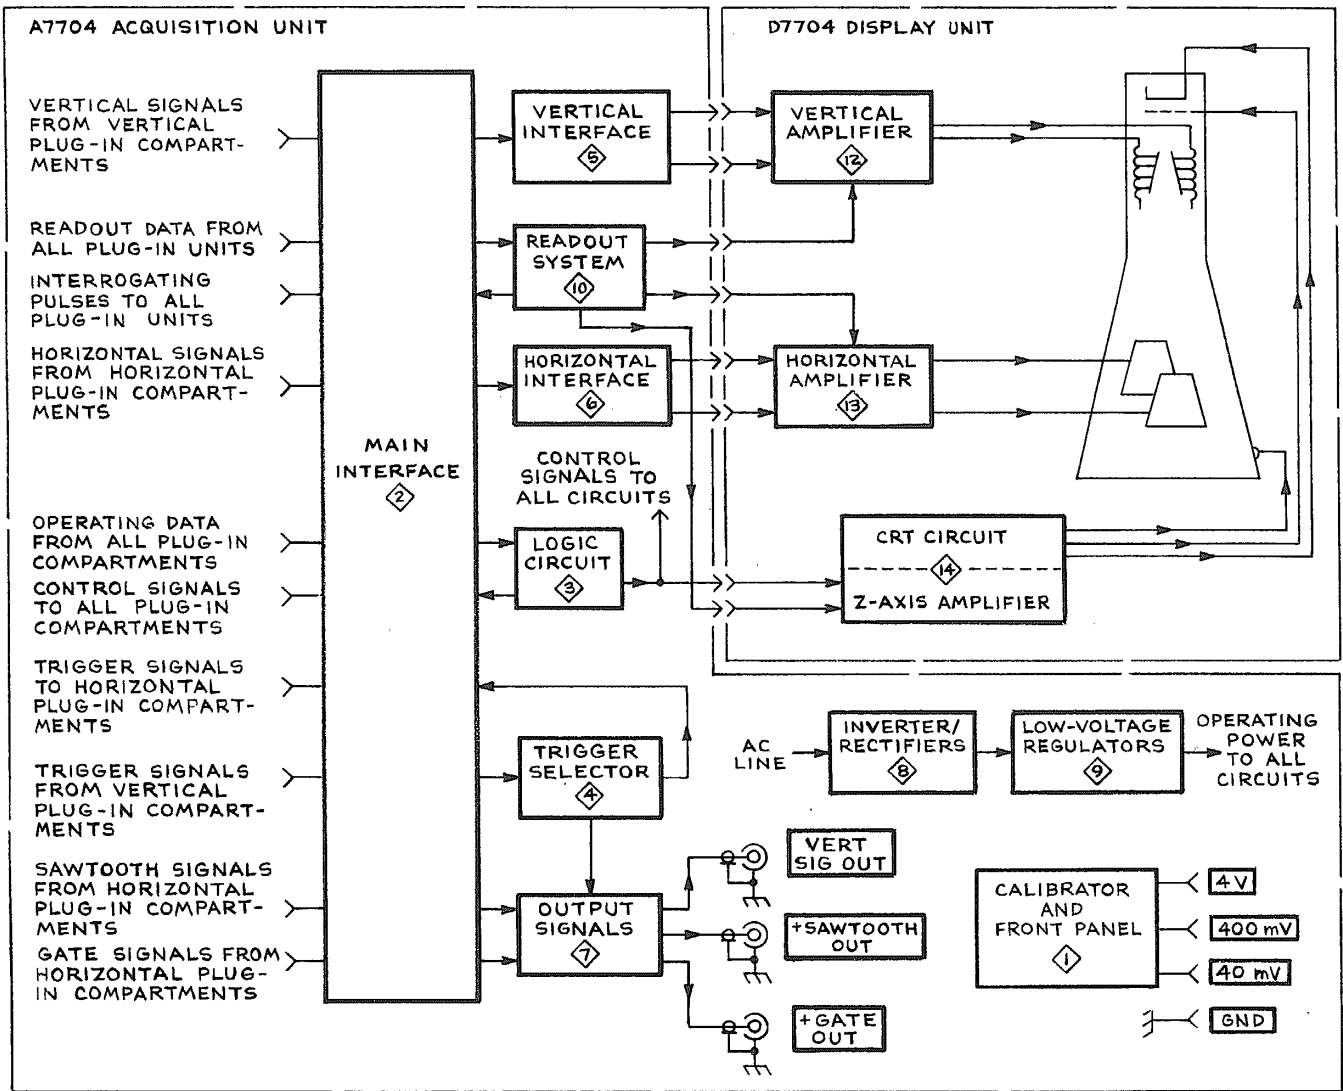 A7704 ACQUISITION UNIT
D7704 DISPLAY UNIT
VERTICAL SIGNALS
FROM VERTICAL
PLUG-IN COMPART-
MENTS
READOUT DATA FROM
ALL PLUG-IN UNITS
INTERROGATING
PULSES TO ALL
PLUG-IN UNITS
HORIZONTAL SIGNALS
FROM HORIZONTAL
PLUG-IN COMPART-
MENTS
OPERATING DATA
FROM ALL PLUG-IN
COMPARTMENTS
CONTROL SIGNALS
TO ALL PLUG-IN
COMPARTMENTS
TRIGGER SIGNALS
TO HORIZONTAL
PLUG-IN COMPART-
MENTS
TRIGGER SIGNALS
FROM VERTICAL
PLUG-IN COMPART-
MENTS
SAWTOOTH SIGNALS
FROM HORIZONTAL
PLUG-IN COMPART-
MENTS
GATE SIGNALS FROM
HORIZONTAL PLUG-
IN COMPARTMENTS
MAIN
INTERFACE
2
VERTICAL
INTERFACE
5
READOUT
SYSTEM
10
HORIZONTAL
INTERFACE
6
CONTROL
SIGNALS TO
ALL CIRCUITS
LOGIC
CIRCUIT
3
TRIGGER
SELECTOR
4
OUTPUT
SIGNALS
7
VERTICAL
AMPLIFIER
12
HORIZONTAL
AMPLIFIER
13
CRT CIRCUIT
14
Z-AXIS AMPLIFIER
AC
LINE
INVERTER/
RECTIFIERS
8
LOW-VOLTAGE
REGULATORS
9
OPERATING
POWER
TO ALL
CIRCUITS
VERT
SIG OUT
+SAWTOOTH
OUT
+GATE
OUT
CALIBRATOR
AND
FRONT PANEL
1
4V
400 mV
40 mV
GND